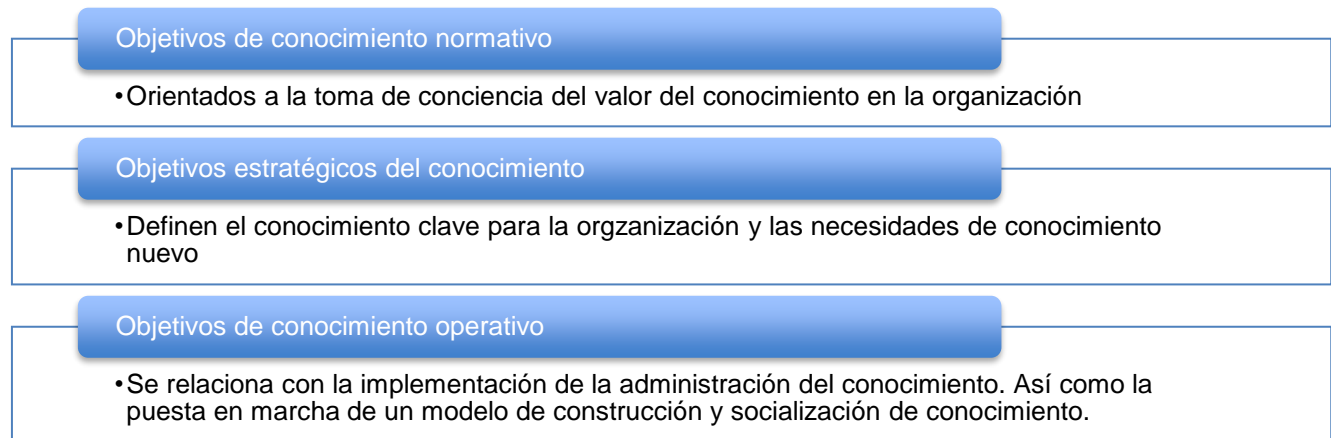 Objetivos de conocimiento normativo
•Orientados a la toma de conciencia del valor del conocimiento en la organización
Objetivos estratégicos del conocimiento
•Definen el conocimiento clave para la orgzanización y las necesidades de conocimiento
nuevo
Objetivos de conocimiento operativo
•Se relaciona con la implementación de la administración del conocimiento. Así como la
puesta en marcha de un modelo de construcción y socialización de conocimiento.